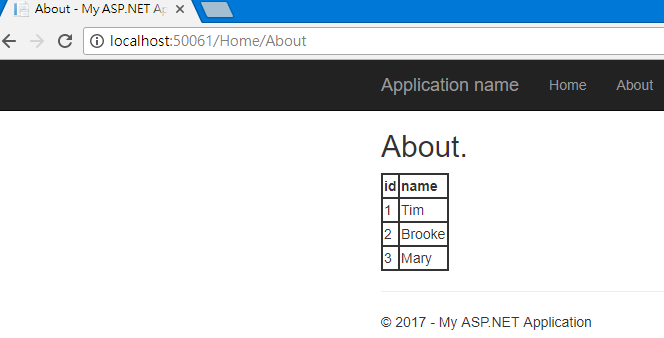 About - My ASP.NET Ap
localhost:50061/Home/About
Application name Home About
About.
id name
1 Tim
2 Brooke
3 Mary
© 2017 - My ASP.NET Application